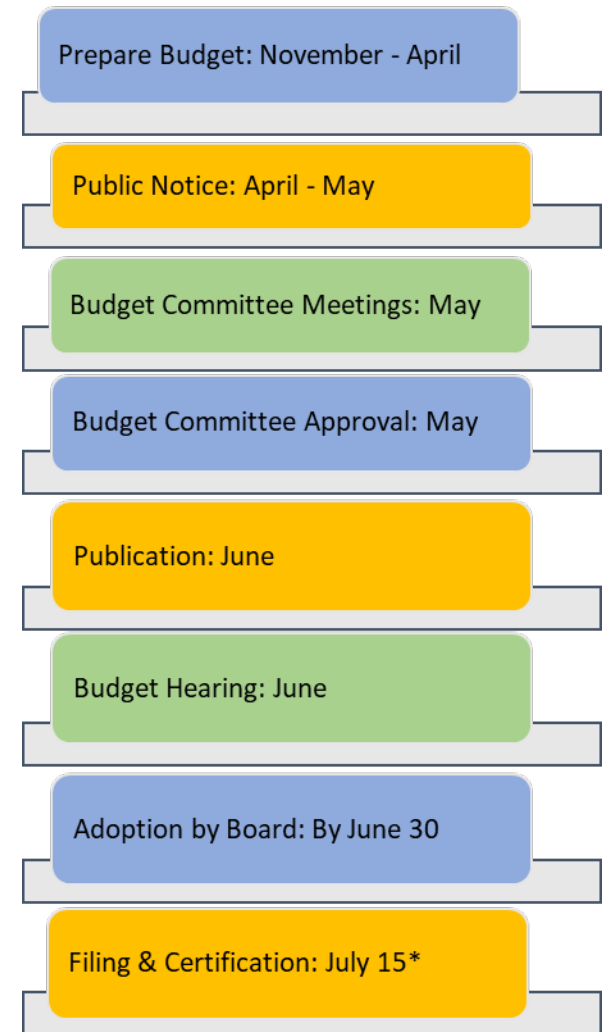 Prepare Budget: November - April
Public Notice: April - May
Budget Committee Meetings: May
Budget Committee Approval: May
Publication: June
Budget Hearing: June
Adoption by Board: By June 30
Filing & Certification: July 15*